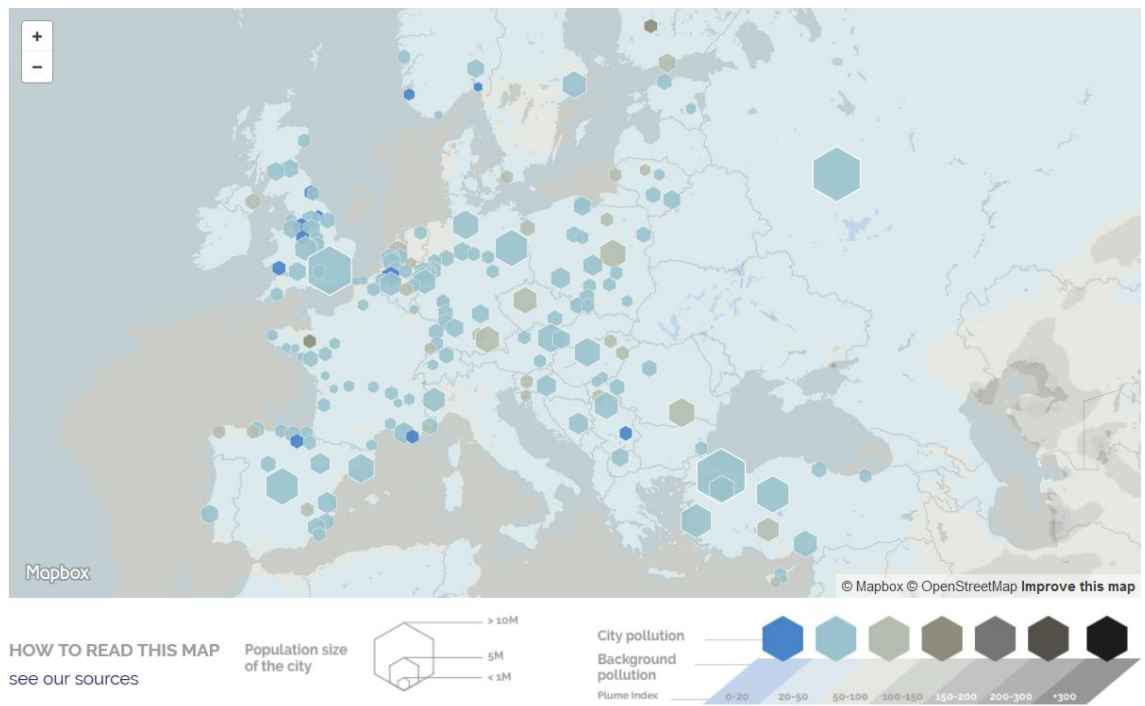 +
−
Mapbox
© Mapbox © OpenStreetMap Improve this map
HOW TO READ THIS MAP
see our sources
Population size
of the city
> 10M
5M
< 1M
City pollution
Background
pollution
Plume Index
0-20
20-50
50-100
100-150
150-200
200-300
+300